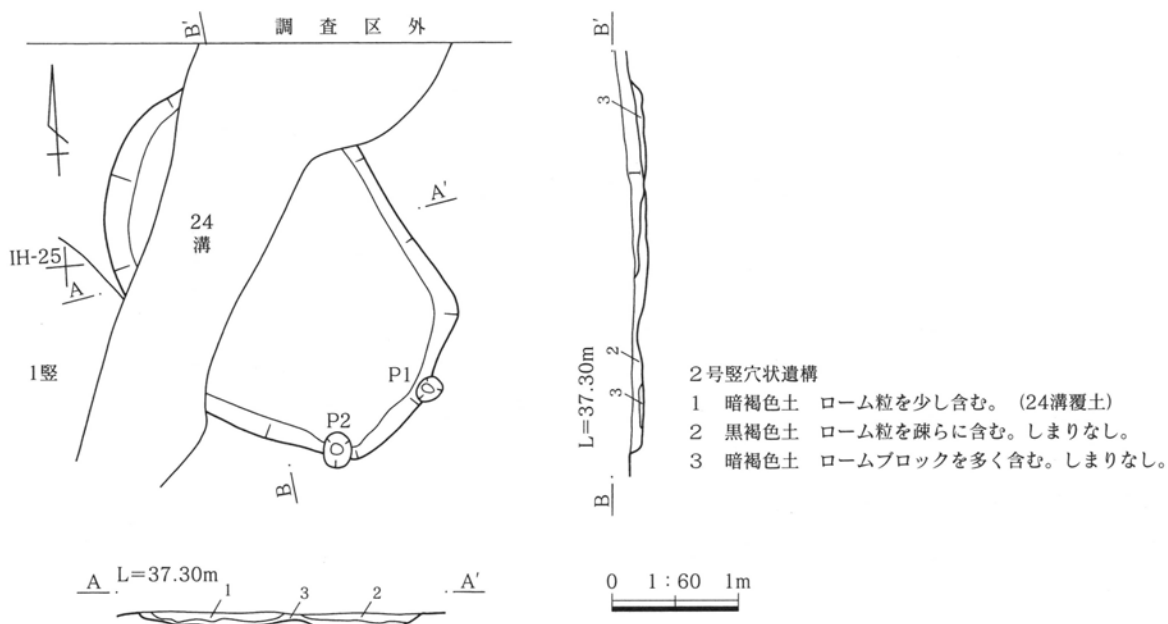 B'
調 査 区 外
B'
3
A'
24
溝
IH-25
A
1竪
P1
P2
B
2
3
L=37.30m
B
2号竪穴状遺構
1 暗褐色土 ローム粒を少し含む。(24溝覆土)
2 黒褐色土 ローム粒を疎らに含む。しまりなし。
3 暗褐色土 ロームブロックを多く含む。しまりなし。
A L=37.30m A'
1 3 2
0 1:60 1m